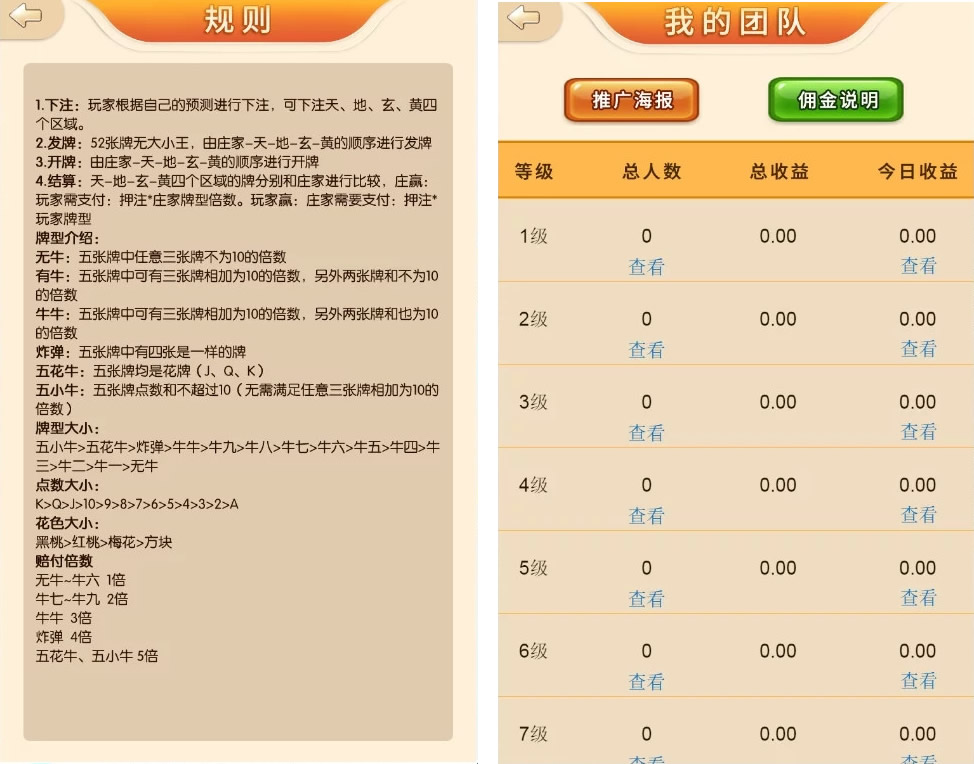 规则
1.下注：玩家根据自己的预测进行下注，可下注天、地、玄、黄四
个区域。
2.发牌：52张牌无大小王，由庄家-天-地-玄-黄的顺序进行发牌
3.开牌：由庄家-天-地-玄-黄的顺序进行开牌
4.结算：天-地-玄-黄四个区域的牌分别和庄家进行比较，庄赢：
玩家需支付：押注*庄家牌型倍数。玩家赢：庄家需要支付：押注*
玩家牌型
牌型介绍：
无牛：五张牌中任意三张牌不为10的倍数
有牛：五张牌中可有三张牌相加为10的倍数，另外两张牌和不为10
的倍数
牛牛：五张牌中可有三张牌相加为10的倍数，另外两张牌和也为10
的倍数
炸弹：五张牌中有四张是一样的牌
五花牛：五张牌均是花牌（J、Q、K）
五小牛：五张牌点数和不超过10（无需满足任意三张牌相加为10的
倍数）
牌型大小：
五小牛>五花牛>炸弹>牛牛>牛九>牛八>牛七>牛六>牛五>牛四>牛
三>牛二>牛一>无牛
点数大小：
K>Q>J>10>9>8>7>6>5>4>3>2>A
花色大小：
黑桃>红桃>梅花>方块
赔付倍数
无牛~牛六 1倍
牛七~牛九 2倍
牛牛 3倍
炸弹 4倍
五花牛、五小牛 5倍
我的团队
推广海报 佣金说明
等级 总人数 总收益 今日收益
1级 0 0.00 0.00
查看 查看
2级 0 0.00 0.00
查看 查看
3级 0 0.00 0.00
查看 查看
4级 0 0.00 0.00
查看 查看
5级 0 0.00 0.00
查看 查看
6级 0 0.00 0.00
查看 查看
7级 0 0.00 0.00
查看 查看